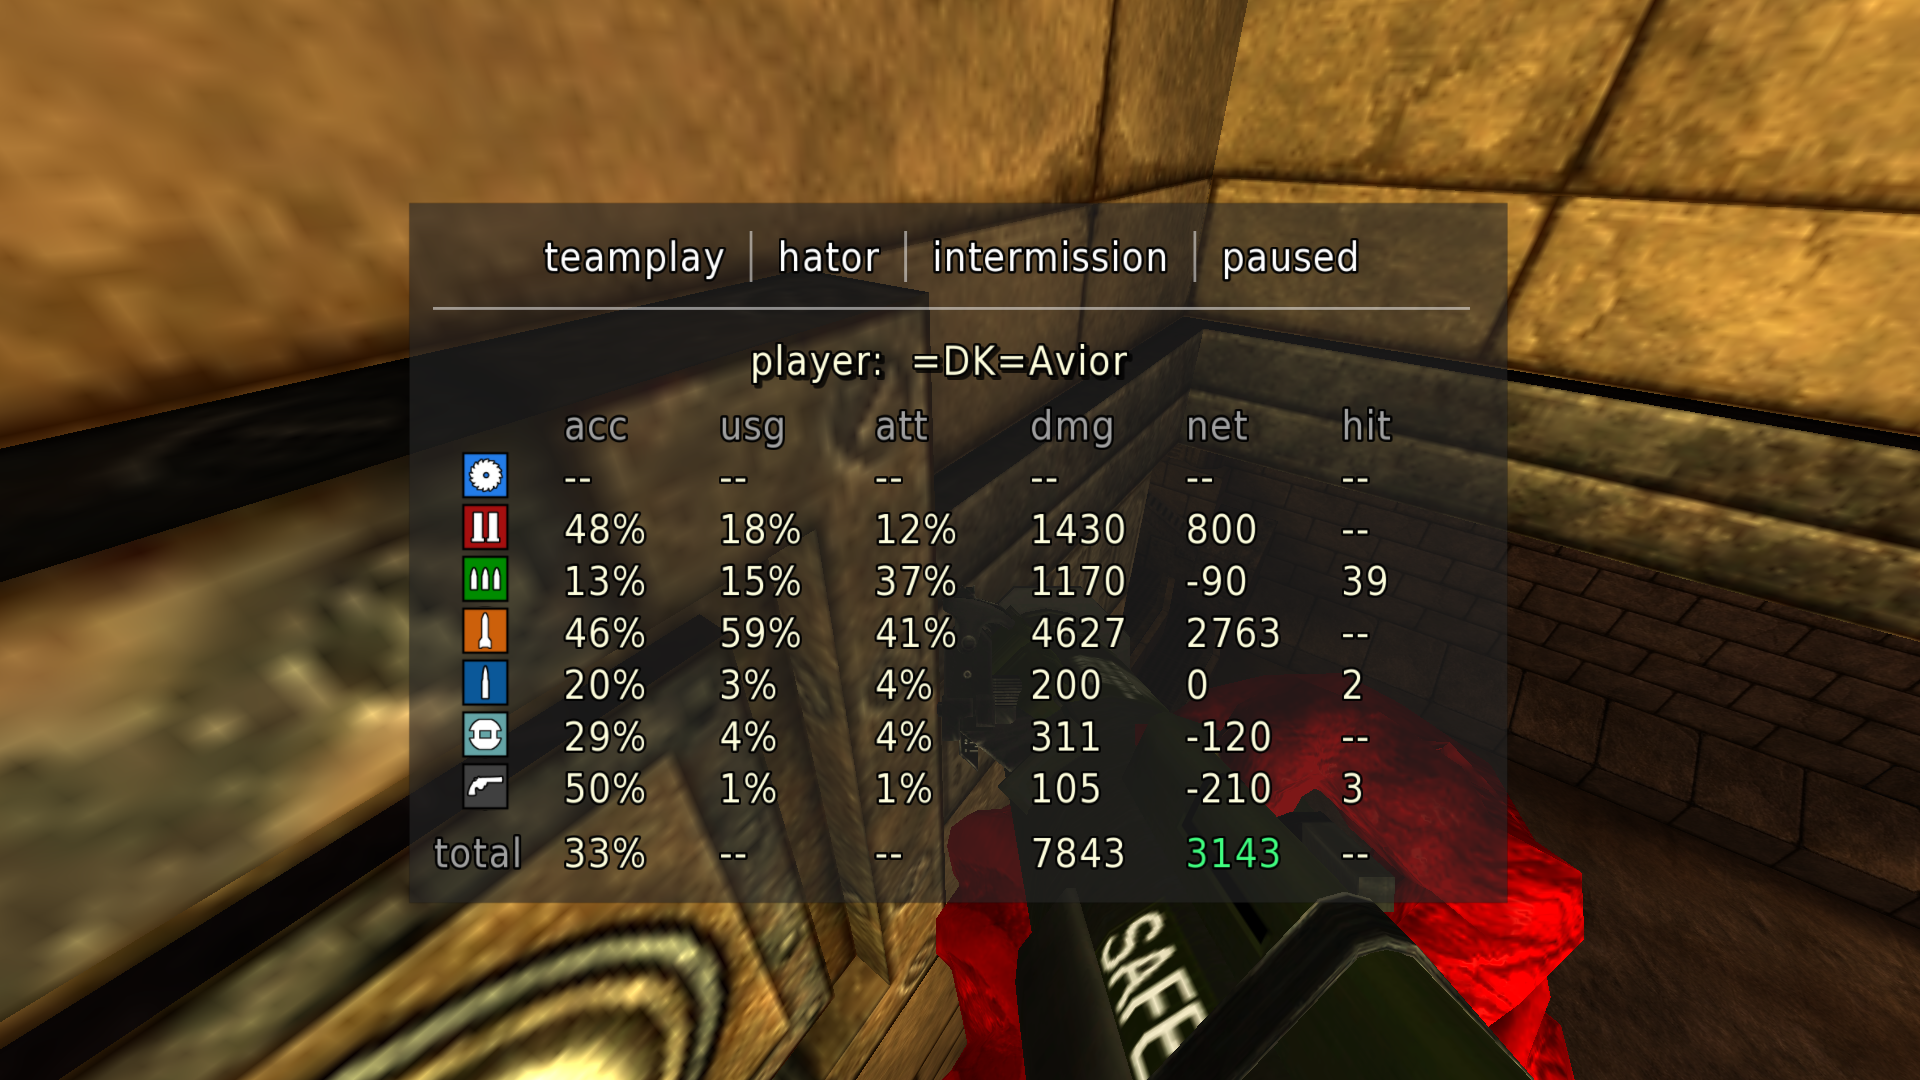 teamplay | hator | intermission | paused
player: =DK=Avior
acc usg att dmg net hit
-- -- -- -- -- --
48% 18% 12% 1430 800 --
13% 15% 37% 1170 -90 39
46% 59% 41% 4627 2763 --
20% 3% 4% 200 0 2
29% 4% 4% 311 -120 --
50% 1% 1% 105 -210 3
total 33% -- -- 7843 3143 --
SAFE